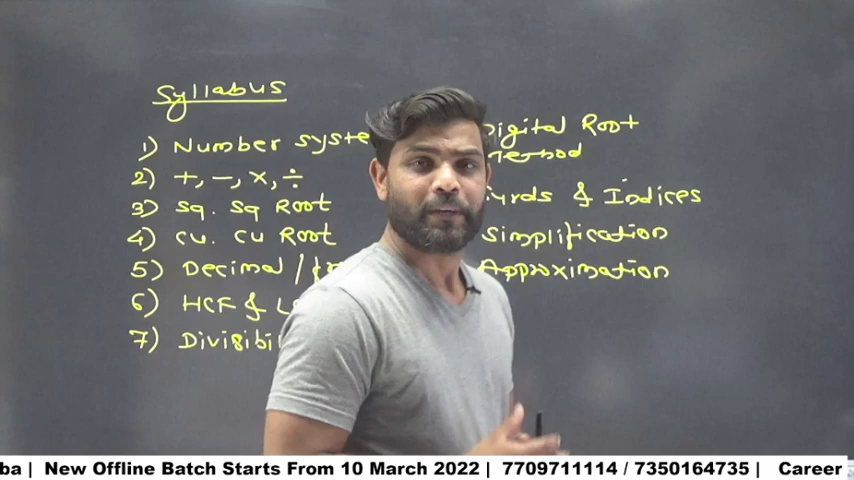 Syllabus
1) Number syste
2) +, -, ×, ÷
3) Sq. Sq Root
4) Cu. Cu Root
5) Decimal /
6) HCF & L
7) Divisibi
Digital Root
Method
urds & Indices
Simplification
Approximation
ba | New Offline Batch Starts From 10 March 2022 | 7709711114 / 7350164735 | Career